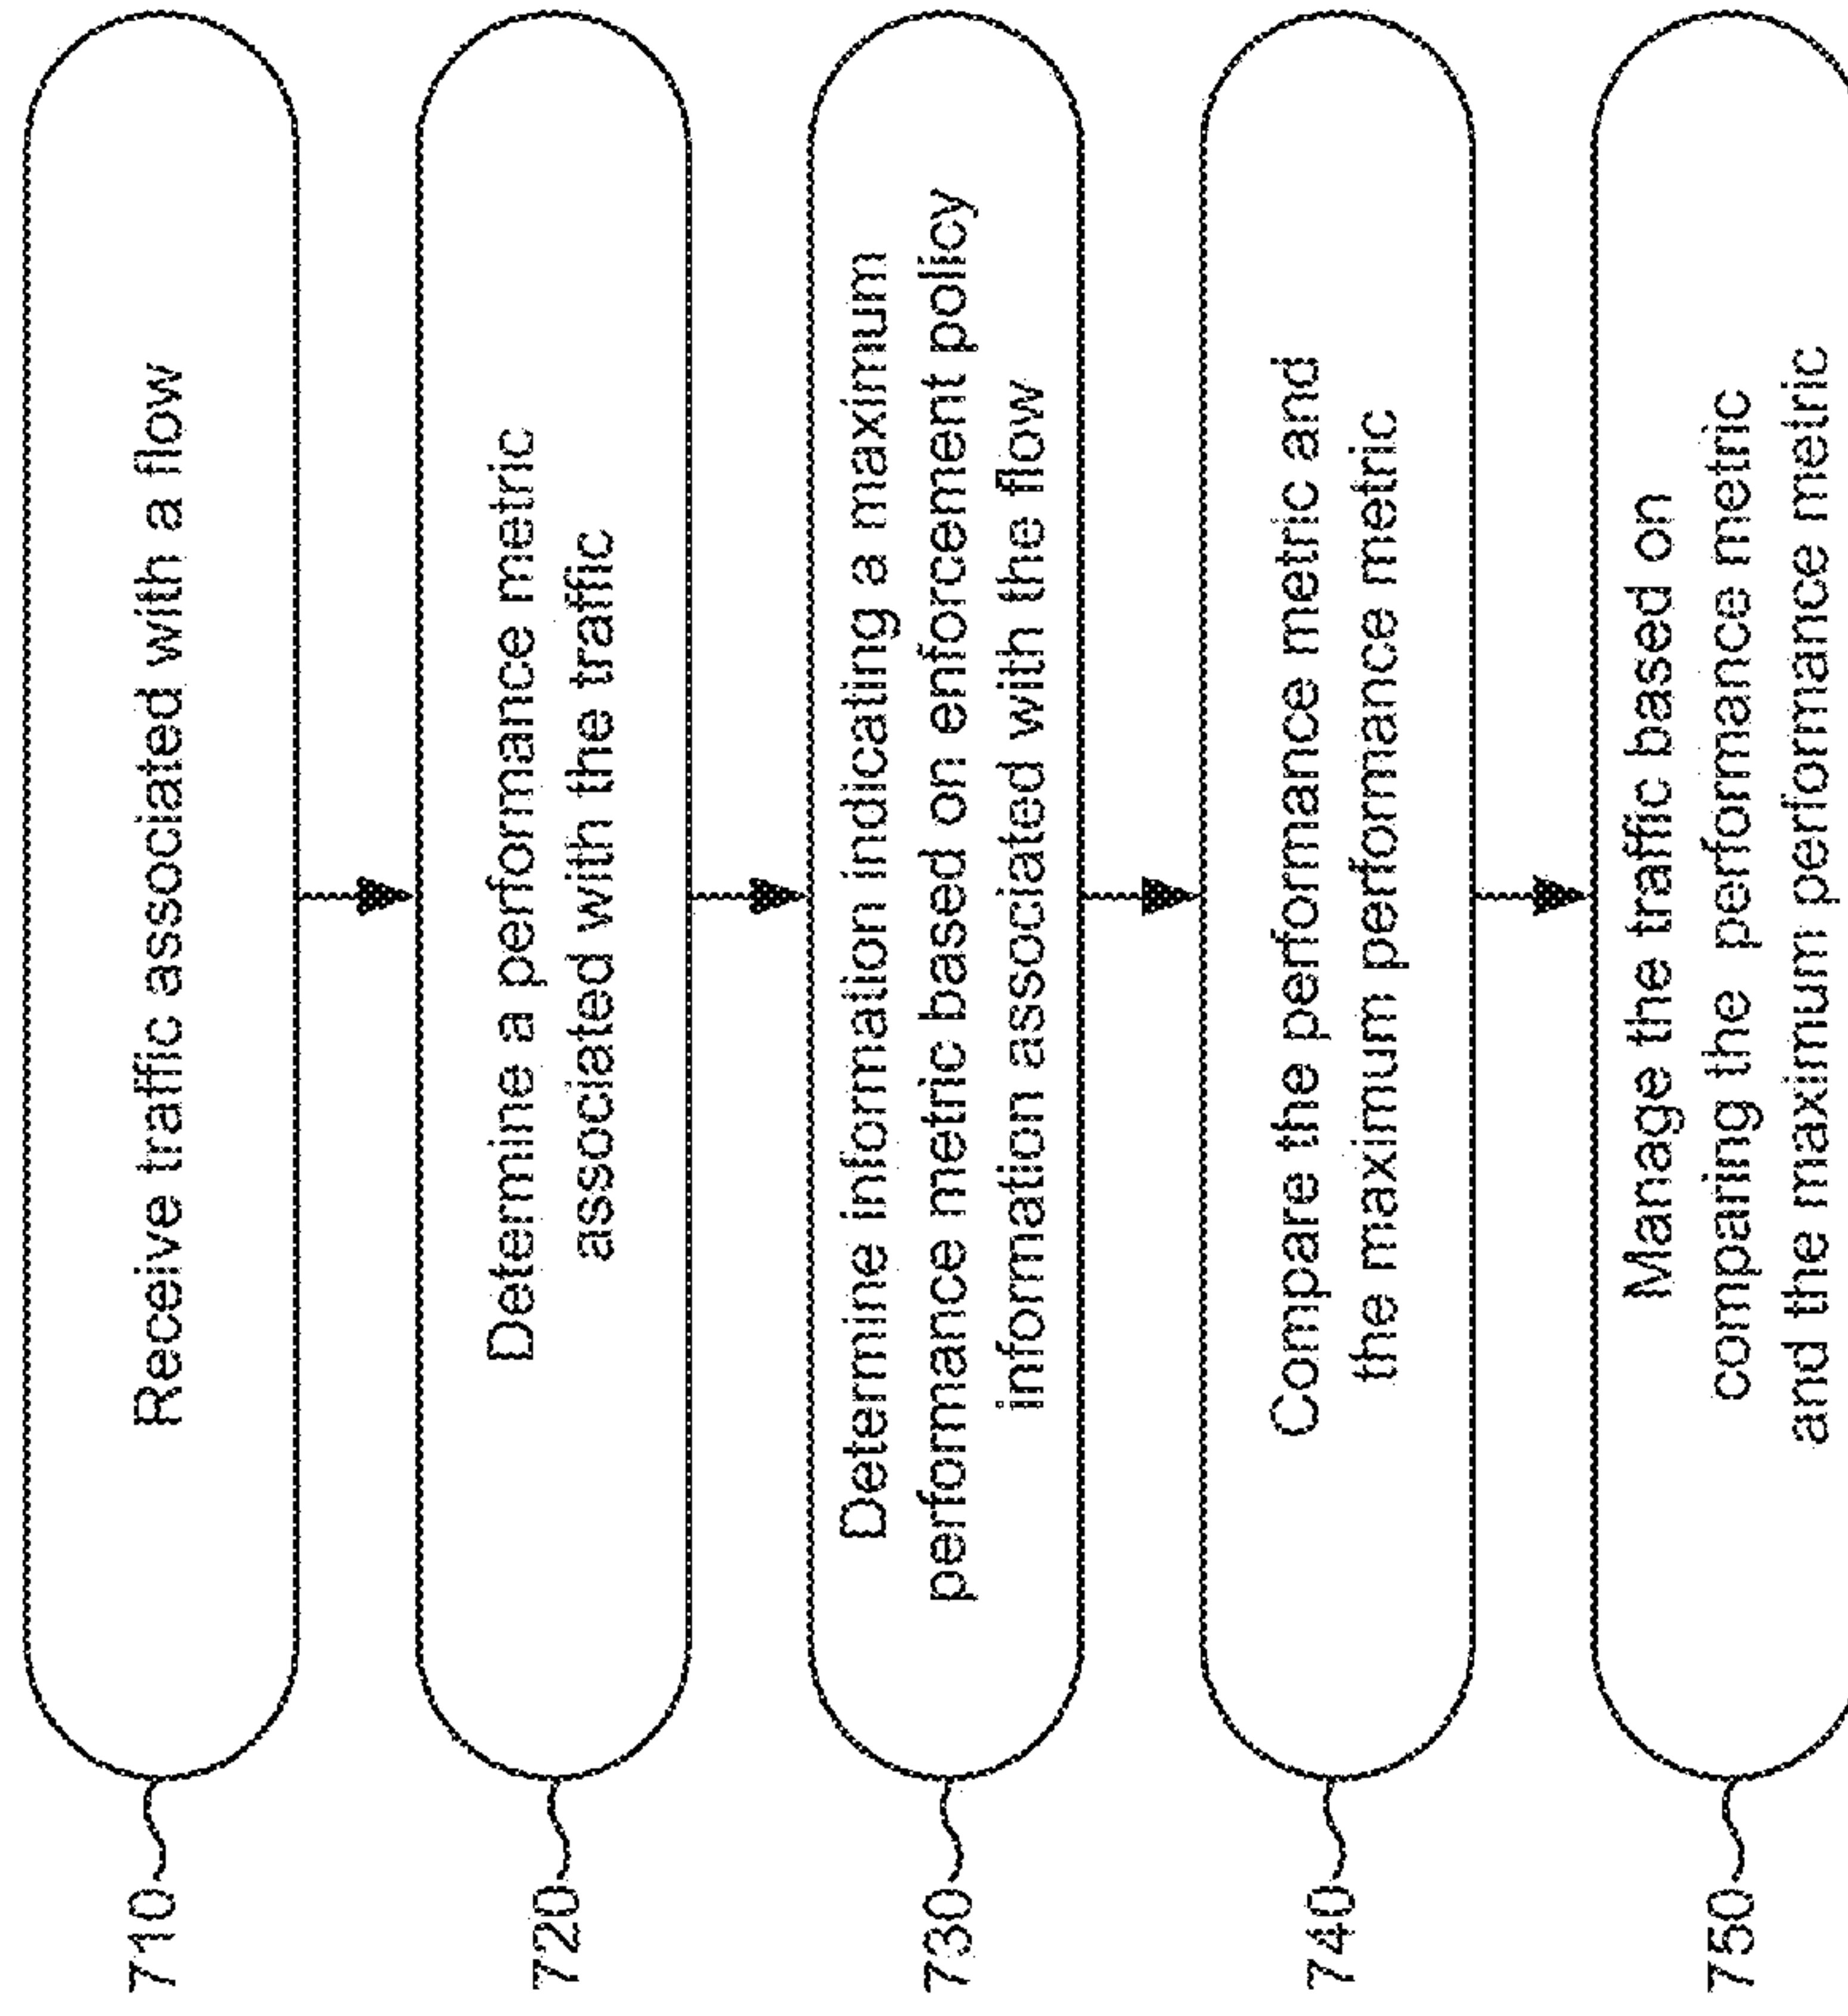 710
Receive traffic associated with a flow
720
Determine a performance metric
associated with the traffic
730
Determine information indicating a maximum
performance metric based on enforcement policy
information associated with the flow
740
Compare the performance metric and
the maximum performance metric
750
Manage the traffic based on
comparing the performance metric
and the maximum performance metric